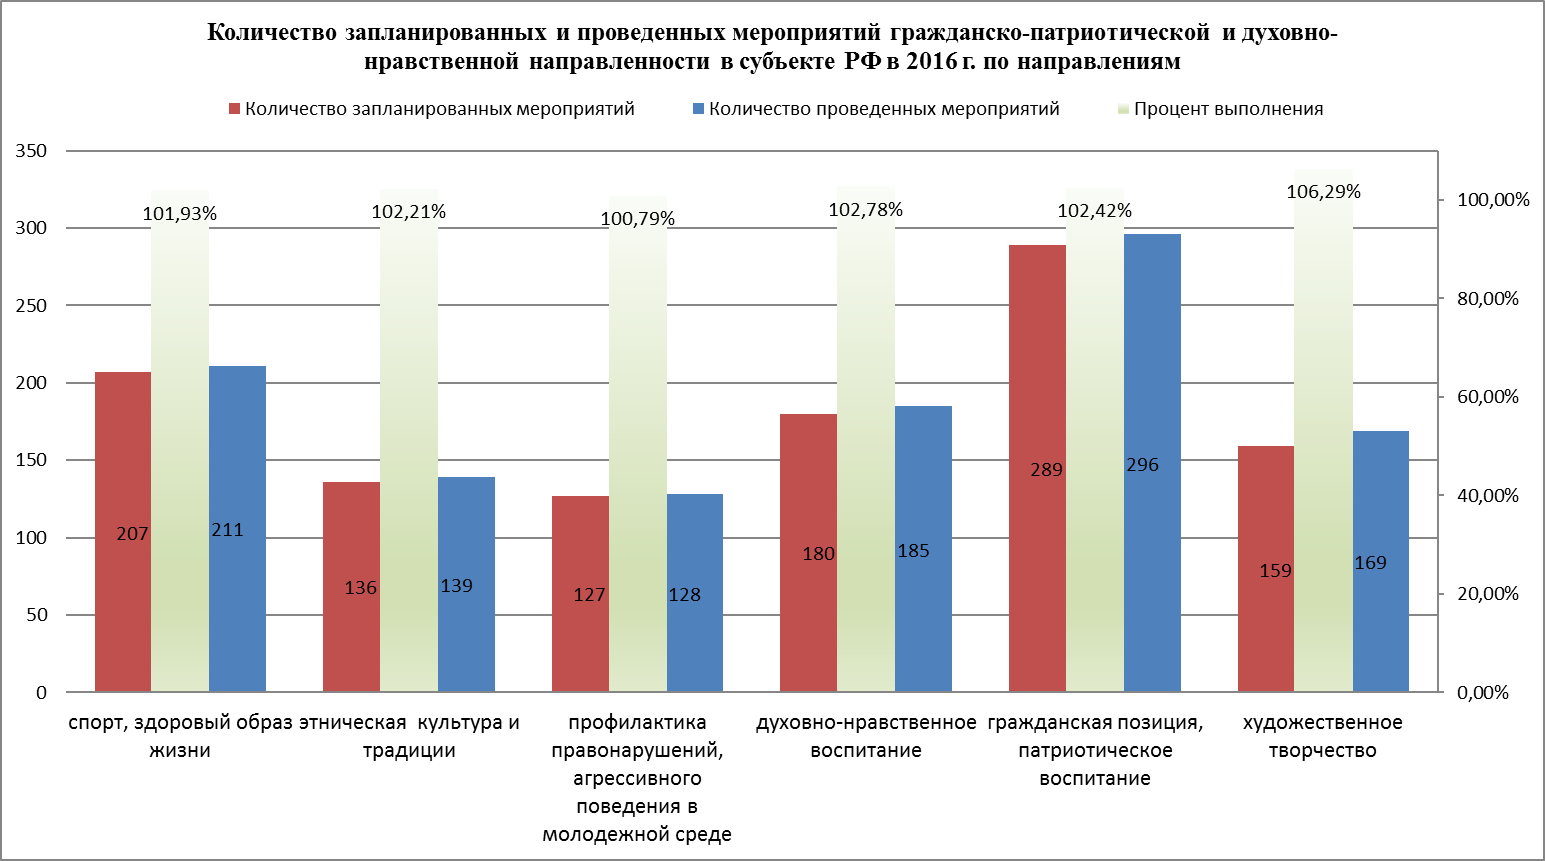 Количество запланированных и проведенных мероприятий гражданско-патриотической и духовно-
нравственной направленности в субъекте РФ в 2016 г. по направлениям
Количество запланированных мероприятий
Количество проведенных мероприятий
Процент выполнения
350
300
250
200
150
100
50
0
100,00%
80,00%
60,00%
40,00%
20,00%
0,00%
101,93%
102,21%
100,79%
102,78%
102,42%
106,29%
207
211
136
139
127
128
180
185
289
296
159
169
спорт, здоровый образ
жизни
этническая культура и
традиции
профилактика
правонарушений,
агрессивного
поведения в
молодежной среде
духовно-нравственное
воспитание
гражданская позиция,
патриотическое
воспитание
художественное
творчество